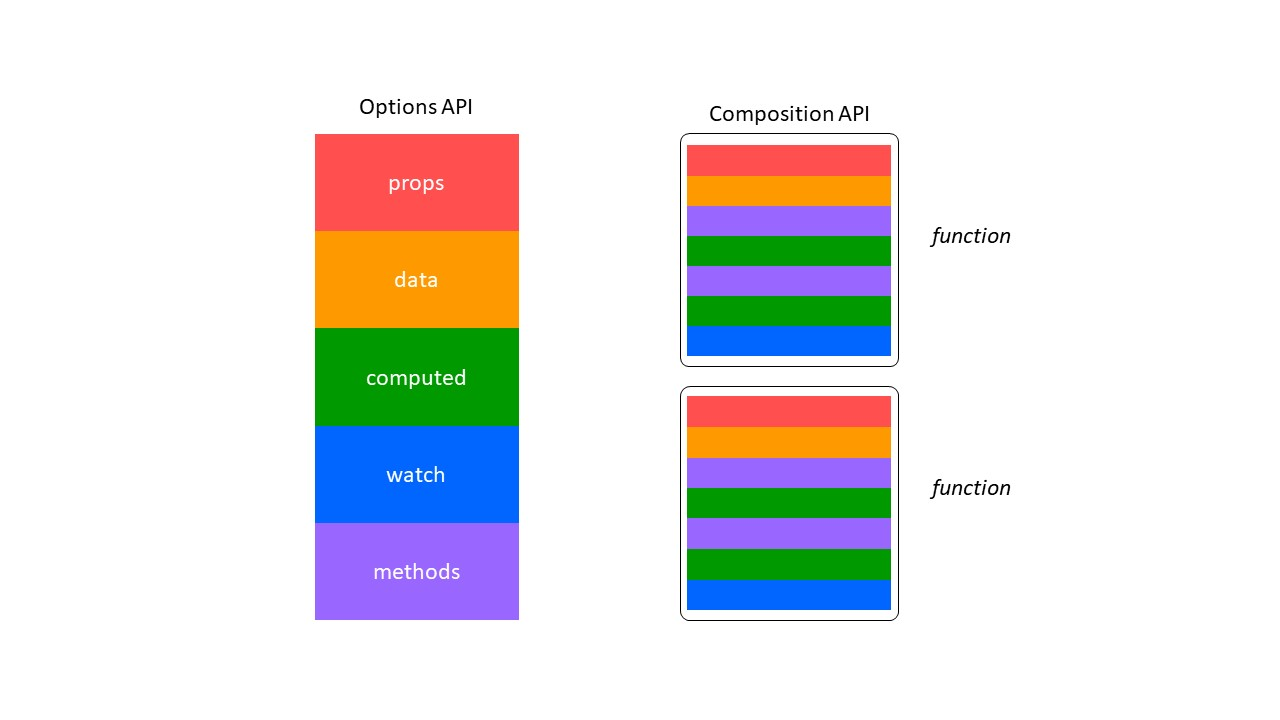 Options API
props
data
computed
watch
methods
Composition API
function
function